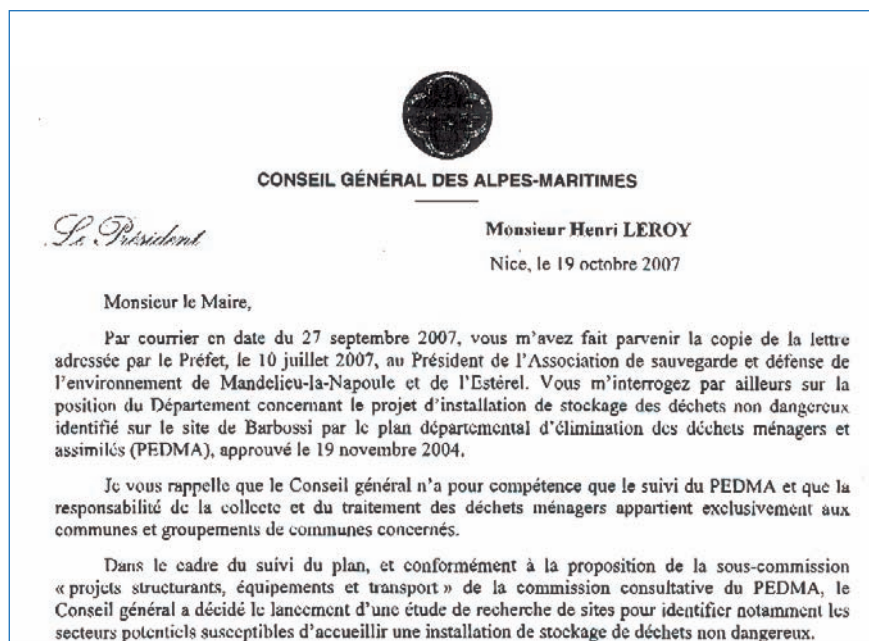 CONSEIL GÉNÉRAL DES ALPES-MARITIMES
Le Président
Monsieur Henri LEROY
Nice, le 19 octobre 2007
Monsieur le Maire,
Par courrier en date du 27 septembre 2007, vous m'avez fait parvenir la copie de la lettre
adressée par le Préfet, le 10 juillet 2007, au Président de l'Association de sauvegarde et défense de
l'environnement de Mandelieu-la-Napoule et de l'Estérel. Vous m'interrogez par ailleurs sur la
position du Département concernant le projet d'installation de stockage des déchets non dangereux
identifié sur le site de Barbossi par le plan départemental d'élimination des déchets ménagers et
assimilés (PEDMA), approuvé le 19 novembre 2004.
Je vous rappelle que le Conseil général n'a pour compétence que le suivi du PEDMA et que la
responsabilité de la collecte et du traitement des déchets ménagers appartient exclusivement aux
communes et groupements de communes concernés.
Dans le cadre du suivi du plan, et conformément à la proposition de la sous-commission
« projets structurants, équipements et transport » de la commission consultative du PEDMA, le
Conseil général a décidé le lancement d'une étude de recherche de sites pour identifier notamment les
secteurs potentiels susceptibles d'accueillir une installation de stockage de déchets non dangereux.